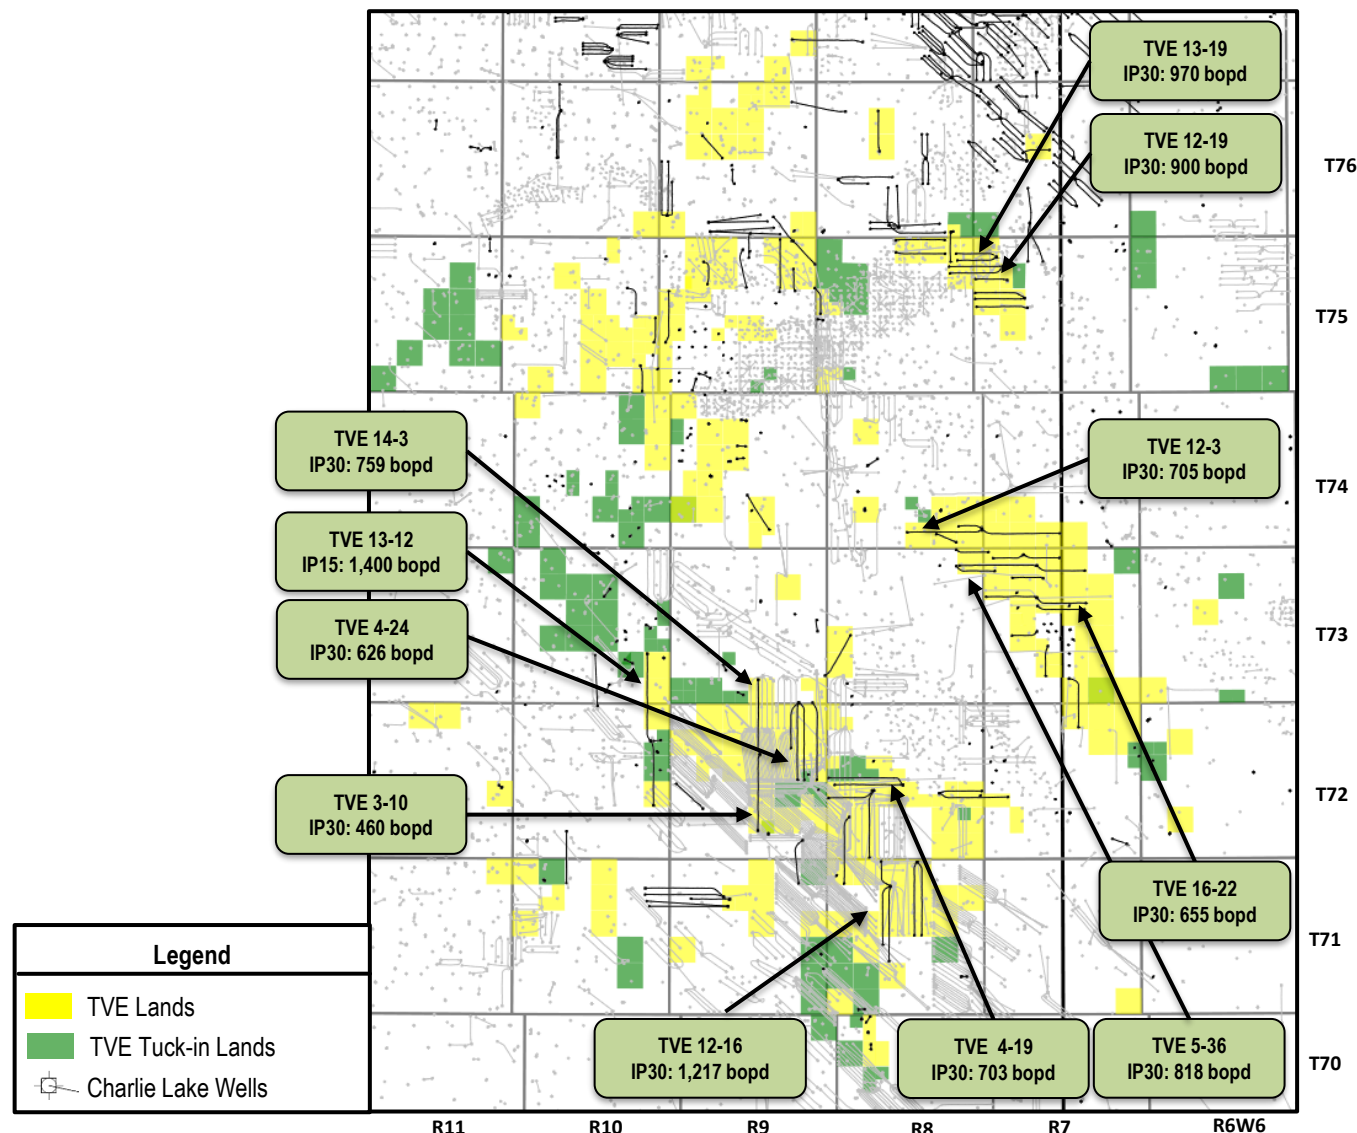 TVE 13-19
IP30: 970 bopd
TVE 12-19
IP30: 900 bopd
T76
T75
TVE 14-3
IP30: 759 bopd
TVE 12-3
IP30: 705 bopd
T74
TVE 13-12
IP15: 1,400 bopd
TVE 4-24
IP30: 626 bopd
T73
TVE 3-10
IP30: 460 bopd
T72
TVE 16-22
IP30: 655 bopd
T71
Legend
TVE Lands
TVE Tuck-in Lands
Charlie Lake Wells
TVE 12-16
IP30: 1,217 bopd
TVE 4-19
IP30: 703 bopd
TVE 5-36
IP30: 818 bopd
T70
R11 R10 R9 R8 R7 R6W6